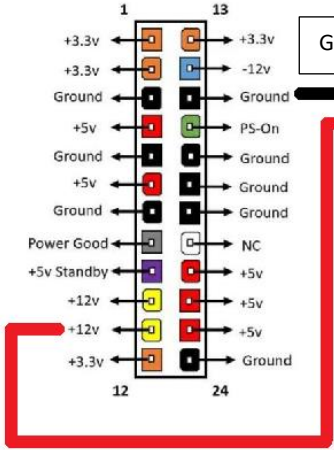 1 13
+3.3v +3.3v
G
+3.3v -12v
Ground Ground
+5v PS-On
Ground Ground
+5v Ground
Ground Ground
Power Good NC
+5v Standby +5v
+12v +5v
+12v +5v
+3.3v Ground
12 24